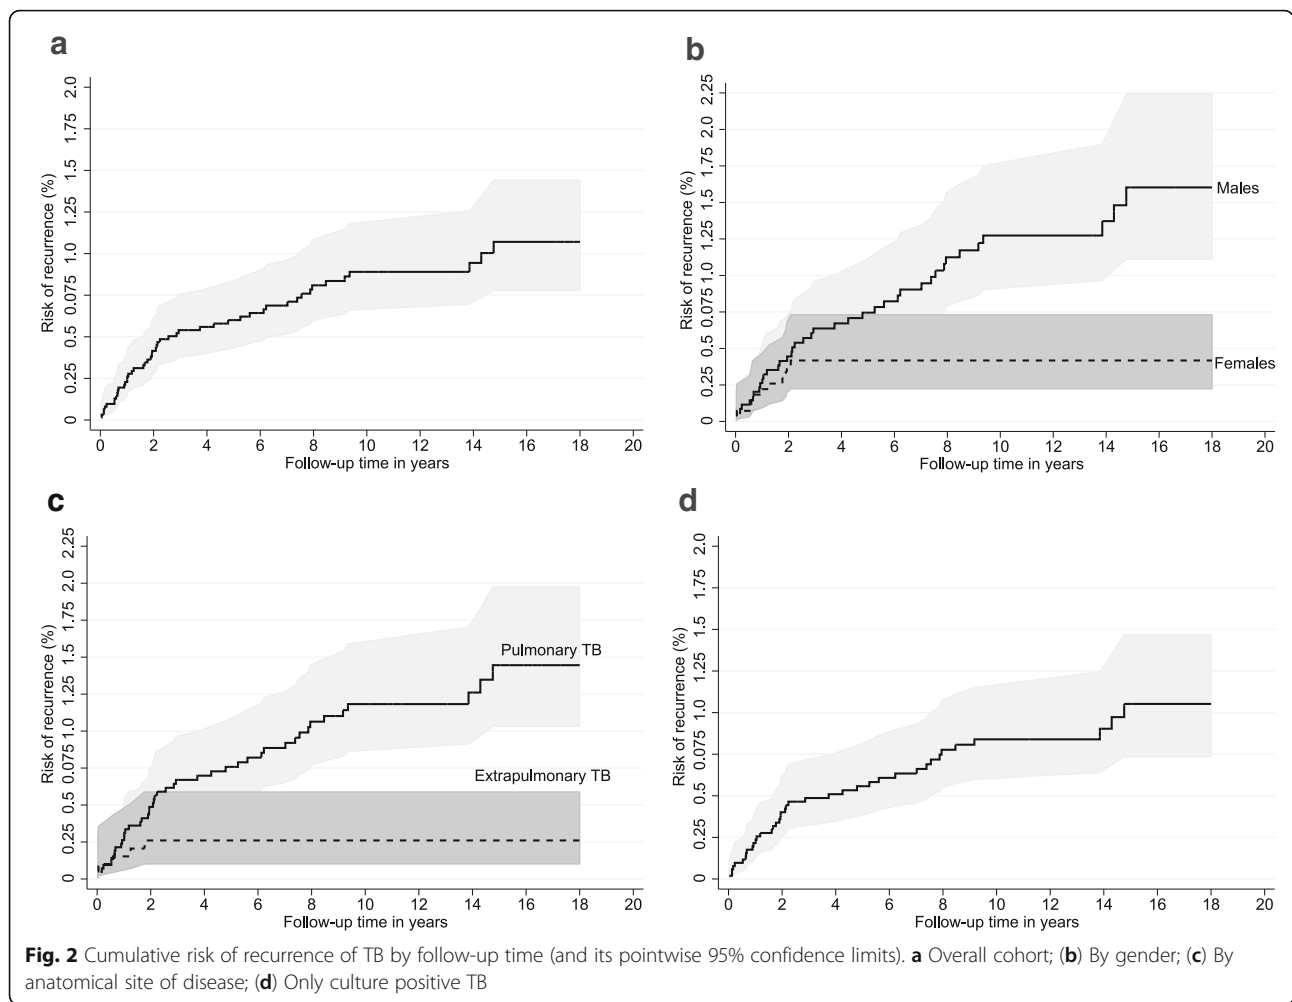 a
Risk of recurrence (%)
2.0
1.75
1.5
1.25
1.0
0.075
0.5
0.25
0
0 2 4 6 8 10 12 14 16 18 20
Follow-up time in years
b
Risk of recurrence (%)
2.25
2.0
1.75
1.5
1.25
1.0
0.075
0.5
0.25
0
Males
Females
0 2 4 6 8 10 12 14 16 18 20
Follow-up time in years
c
Risk of recurrence (%)
2.25
2.0
1.75
1.5
1.25
1.0
0.075
0.5
0.25
0
Pulmonary TB
Extrapulmonary TB
0 2 4 6 8 10 12 14 16 18 20
Follow-up time in years
d
Risk of recurrence (%)
2.0
1.75
1.5
1.25
1.0
0.75
0.5
0.25
0
0 2 4 6 8 10 12 14 16 18 20
Follow-up time in years
Fig. 2 Cumulative risk of recurrence of TB by follow-up time (and its pointwise 95% confidence limits). a Overall cohort; (b) By gender; (c) By
anatomical site of disease; (d) Only culture positive TB